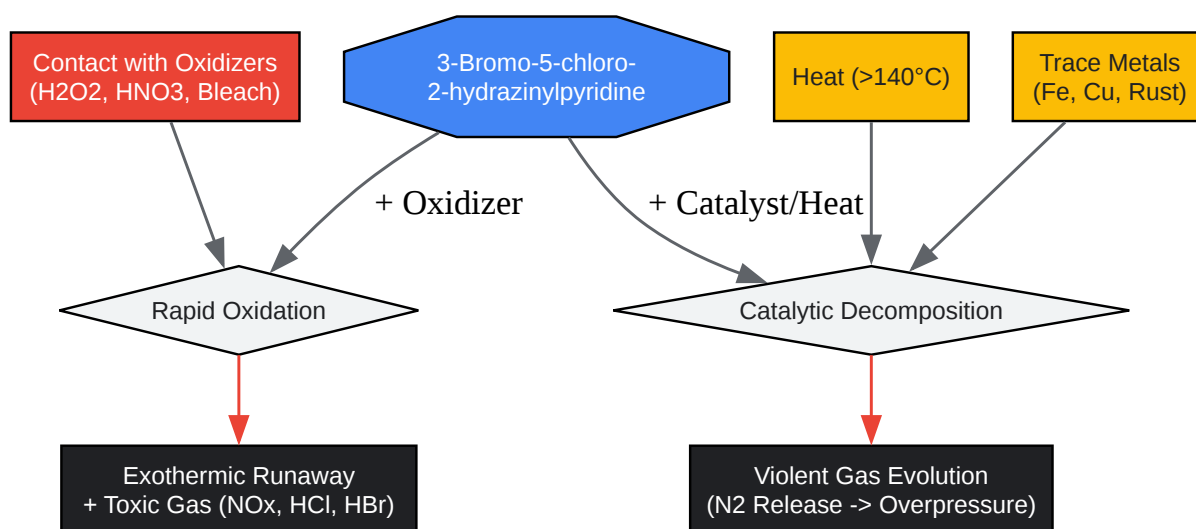 Contact with Oxidizers
(H2O2, HNO3, Bleach)
3-Bromo-5-chloro-
2-hydrazinylpyridine
Heat (>140°C)
Trace Metals
(Fe, Cu, Rust)
+ Oxidizer
+ Catalyst/Heat
Rapid Oxidation
Catalytic Decomposition
Exothermic Runaway
+ Toxic Gas (NOx, HCl, HBr)
Violent Gas Evolution
(N2 Release -> Overpressure)